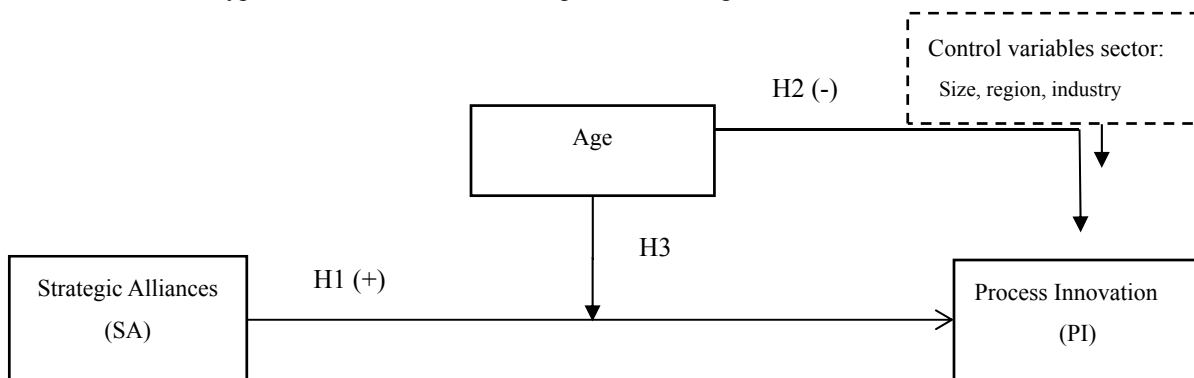 Control variables sector:
Size, region, industry
H2 (-)
Age
H3
Strategic Alliances
(SA)
H1 (+)
Process Innovation
(PI)